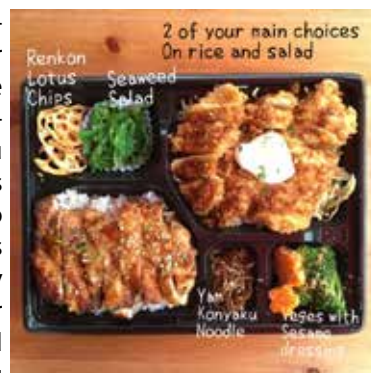 2 of your main choices
On rice and salad
Renkon
Lotus
Chips
Seaweed
Salad
Yam
Konyaku
Noodle
Veges with
Sesame
dressing